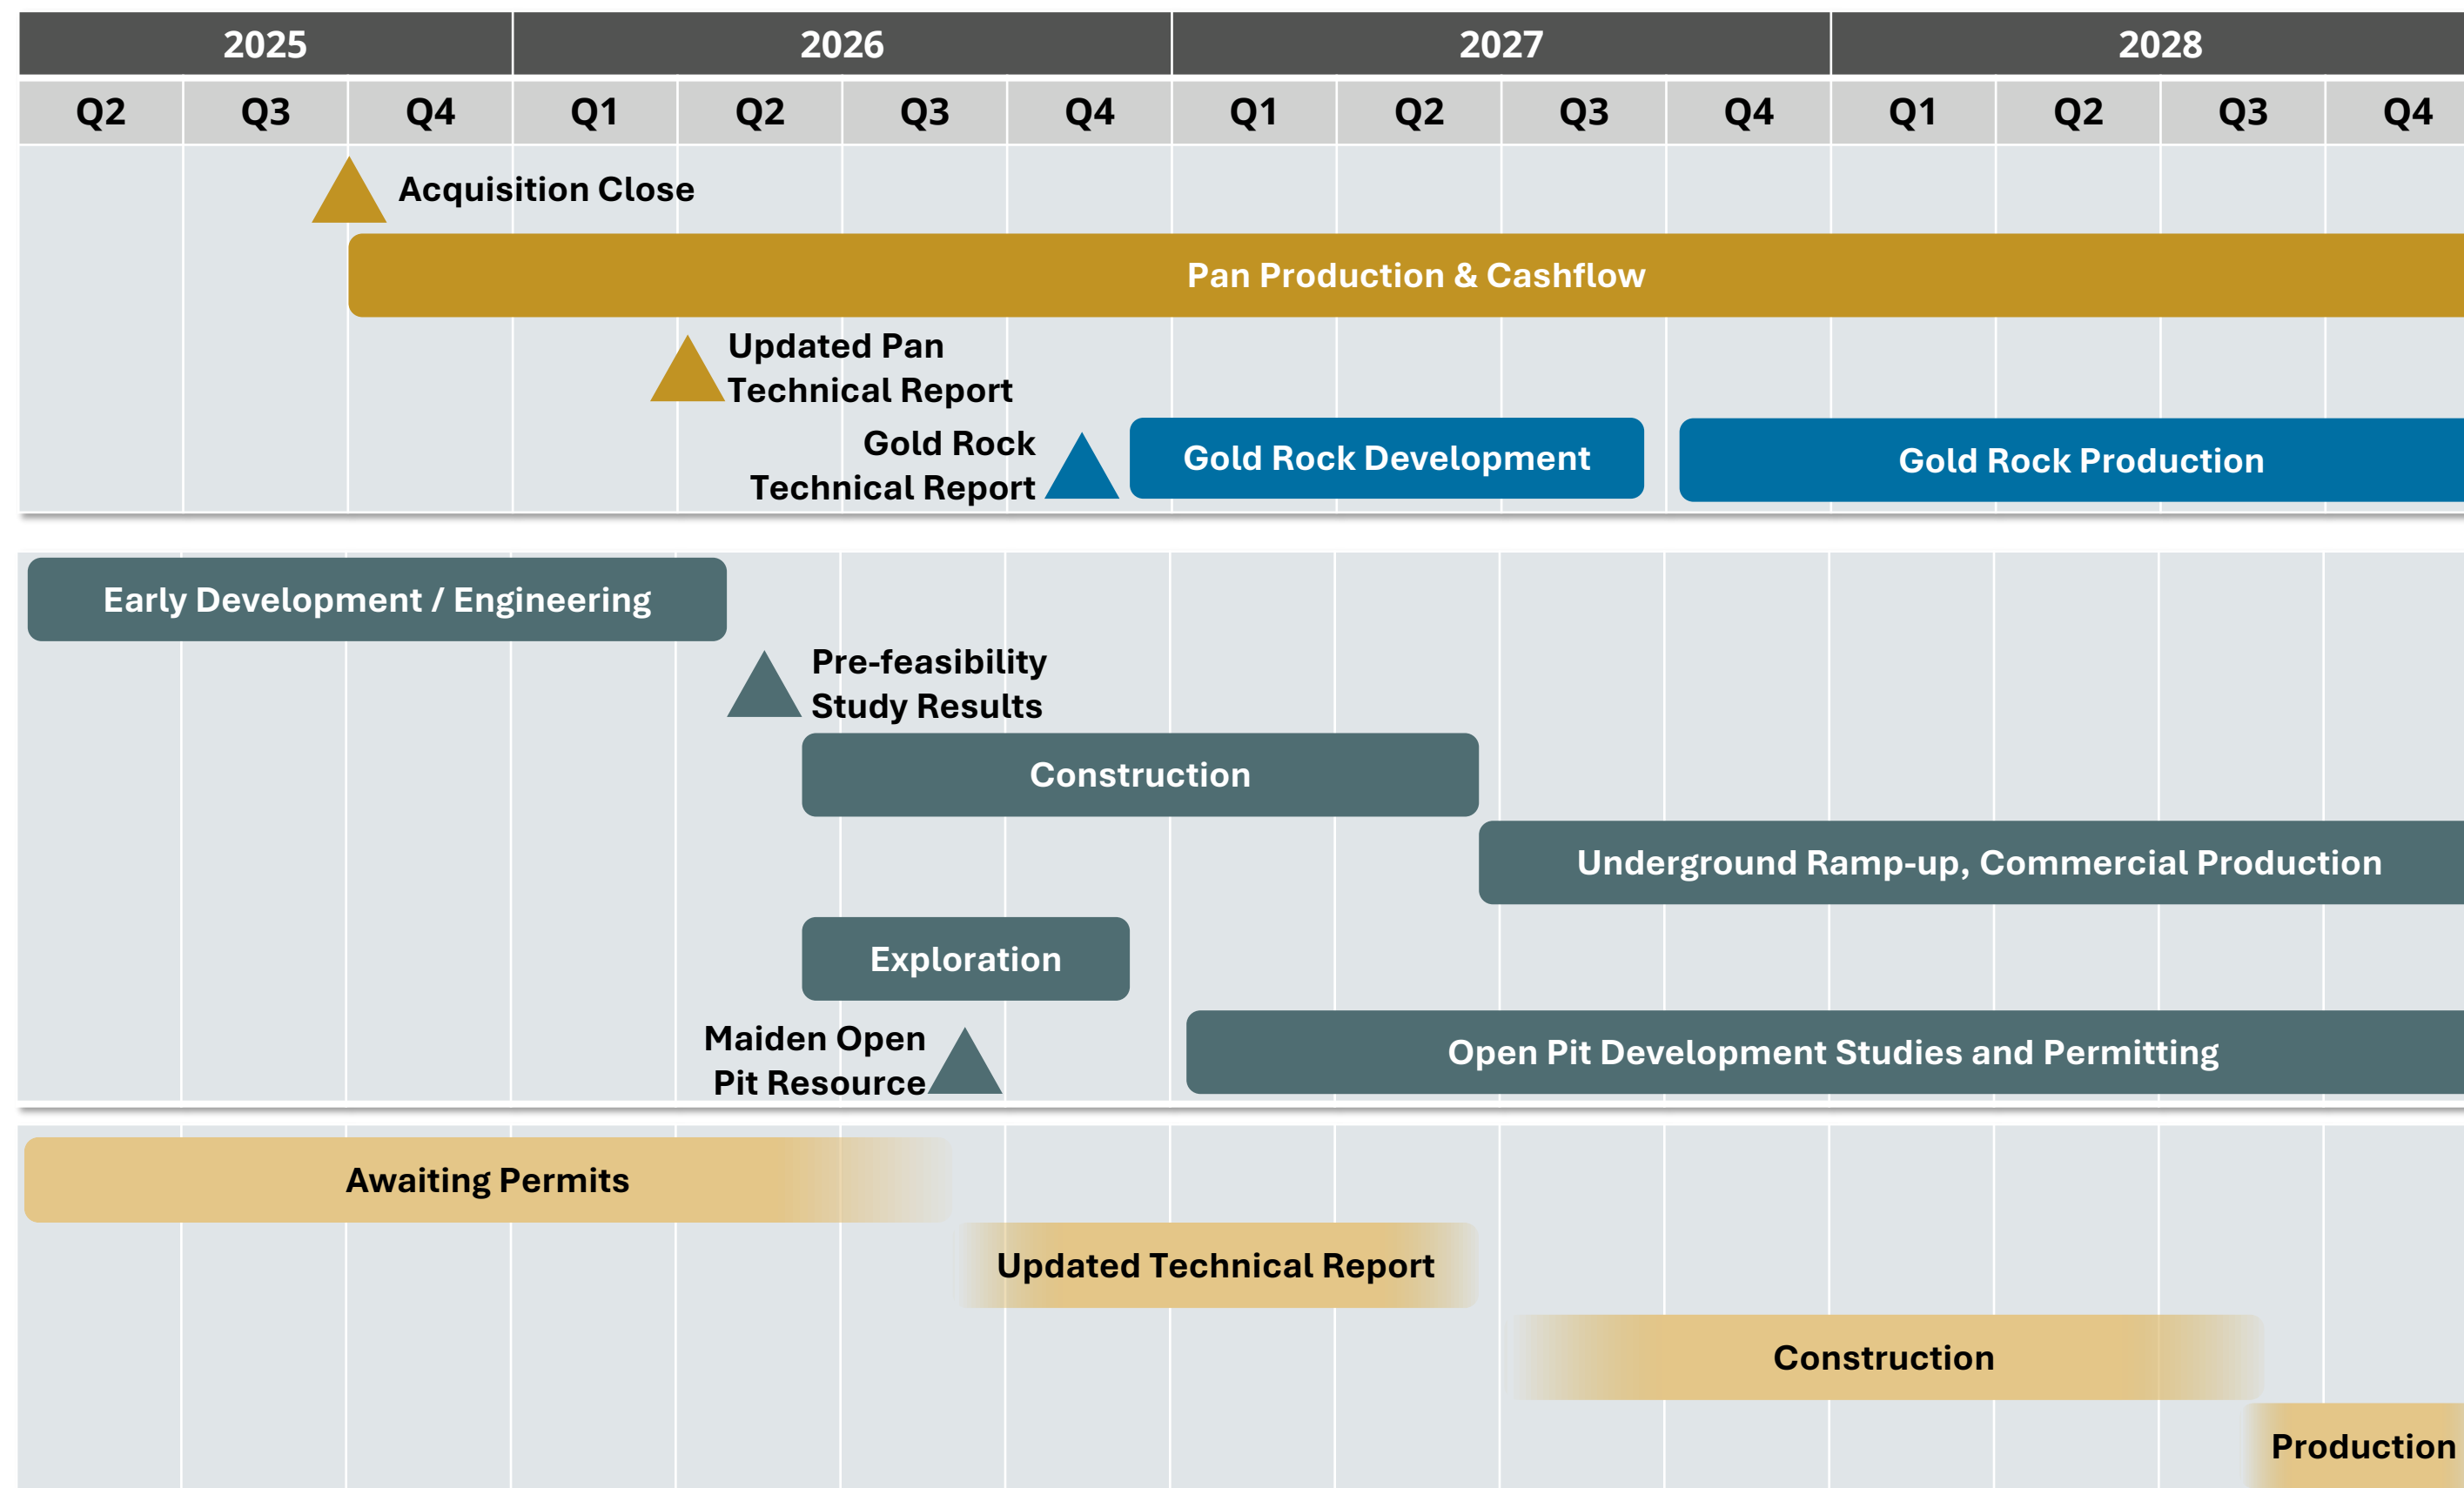 2025 2026 2027 2028
Q2 Q3 Q4 Q1 Q2 Q3 Q4 Q1 Q2 Q3 Q4 Q1 Q2 Q3 Q4
Acquisition Close
Pan Production & Cashflow
Updated Pan
Technical Report
Gold Rock
Technical Report
Gold Rock Development
Gold Rock Production
Early Development / Engineering
Pre-feasibility
Study Results
Construction
Underground Ramp-up, Commercial Production
Exploration
Maiden Open
Pit Resource
Open Pit Development Studies and Permitting
Awaiting Permits
Updated Technical Report
Construction
Production